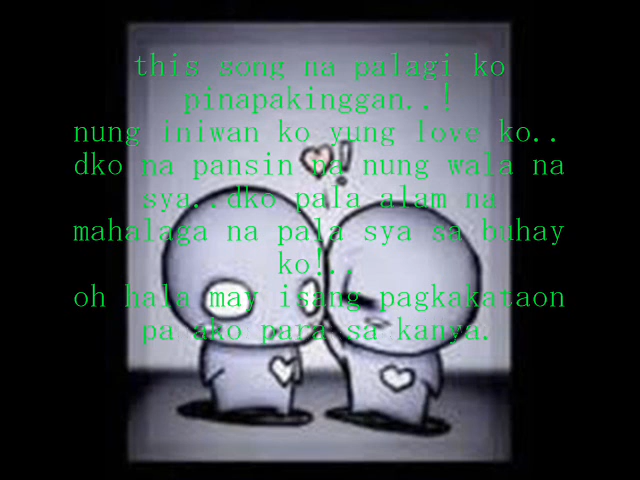 this song na palagi ko
pinapakinggan..!
nung iniwan ko yung love ko..
dko na pansin na nung wala na
sya..dko pala alam na
mahalaga na pala sya sa buhay
ko!..
oh hala may isang pagkakataon
pa ako para sa kanya.